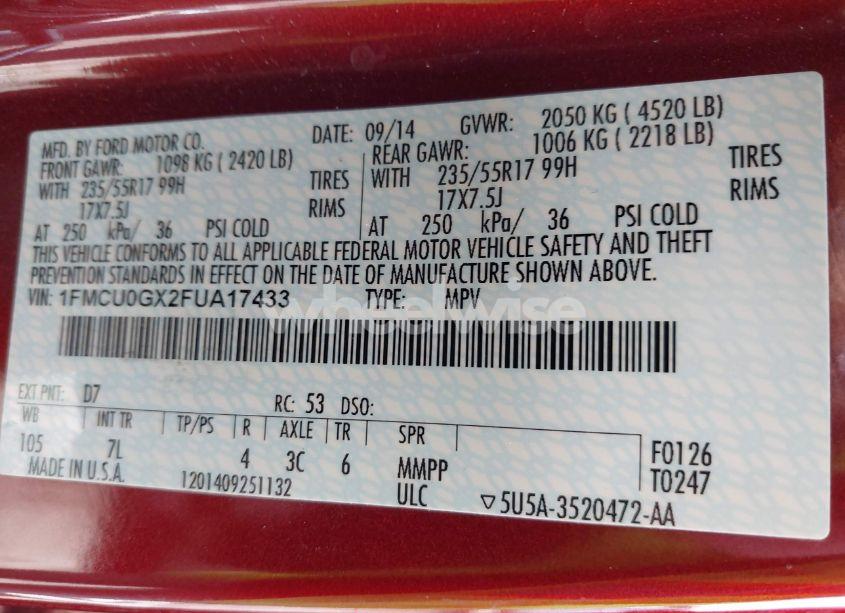 MFD. BY FORD MOTOR CO. DATE: 09/14 GVWR: 2050 KG ( 4520 LB)
FRONT GAWR: 1098 KG ( 2420 LB) REAR GAWR: 1006 KG ( 2218 LB)
WITH 235/55R17 99H TIRES WITH 235/55R17 99H TIRES
17X7.5J RIMS 17X7.5J RIMS
AT 250 kPa/ 36 PSI COLD AT 250 kPa/ 36 PSI COLD
THIS VEHICLE CONFORMS TO ALL APPLICABLE FEDERAL MOTOR VEHICLE SAFETY AND THEFT
PREVENTION STANDARDS IN EFFECT ON THE DATE OF MANUFACTURE SHOWN ABOVE.
VIN: 1FMCU0GX2FUA17433 TYPE: MPV
wheelwise
EXT PNT: D7 RC: 53 DSO:
WB INT TR TP/PS R AXLE TR SPR
105 7L 4 3C 6 MMPP F0126
MADE IN U.S.A. 1201409251132 ULC T0247
▽5U5A-3520472-AA